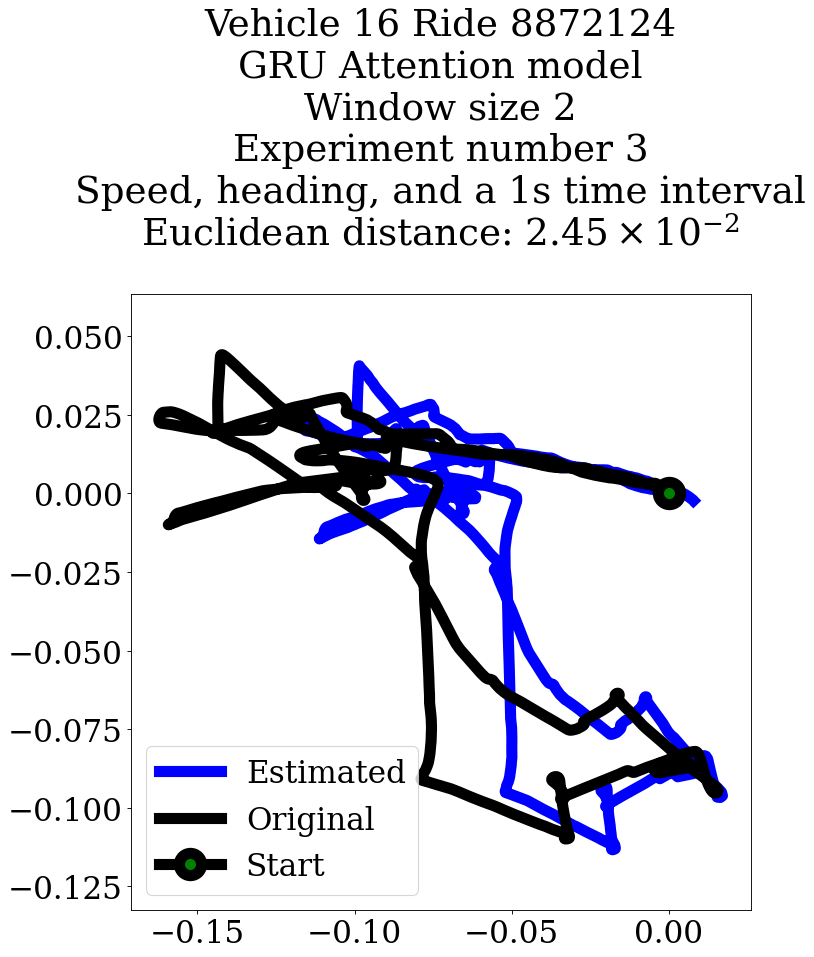 Vehicle 16 Ride 8872124
GRU Attention model
Window size 2
Experiment number 3
Speed, heading, and a 1s time interval
Euclidean distance: 2.45 × 10⁻²
0.050
0.025
0.000
−0.025
−0.050
−0.075
−0.100
−0.125
Estimated
Original
Start
−0.15
−0.10
−0.05
0.00